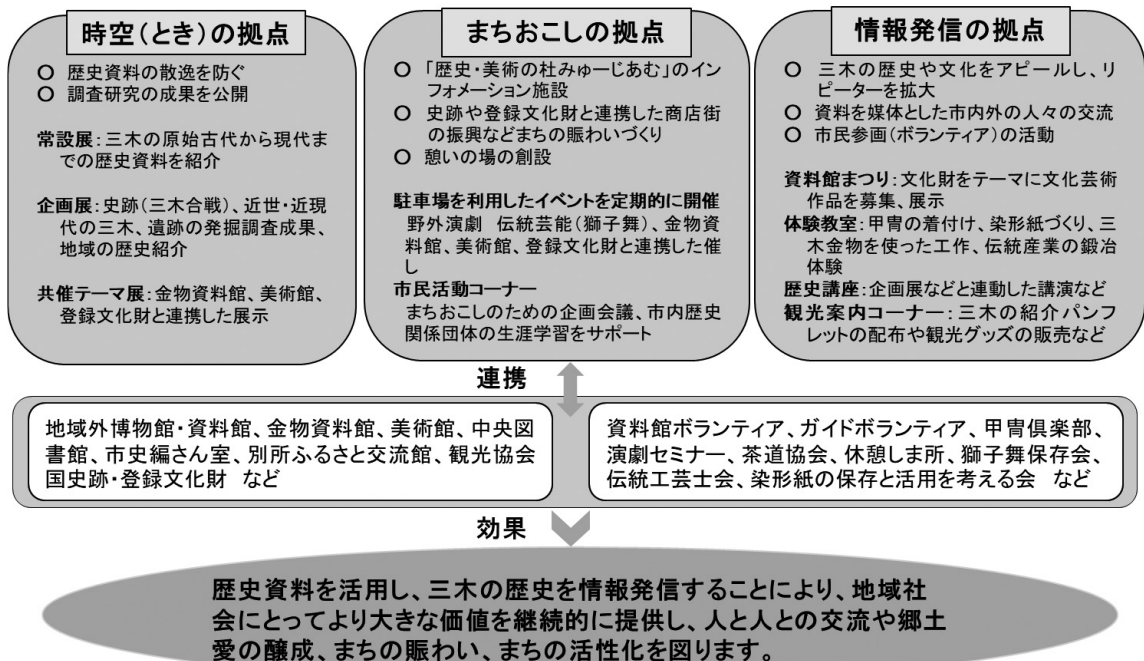 時空（とき）の拠点
○ 歴史資料の散逸を防ぐ
○ 調査研究の成果を公開
常設展：三木の原始古代から現代ま
での歴史資料を紹介
企画展：史跡（三木合戦）、近世・近現
代の三木、遺跡の発掘調査成果、
地域の歴史紹介
共催テーマ展：金物資料館、美術館、
登録文化財と連携した展示
まちおこしの拠点
○ 「歴史・美術の杜みゅーじあむ」のイン
フォメーション施設
○ 史跡や登録文化財と連携した商店街
の振興などまちの賑わいづくり
○ 憩いの場の創設
駐車場を利用したイベントを定期的に開催
野外演劇 伝統芸能（獅子舞）、金物資
料館、美術館、登録文化財と連携した催
し
市民活動コーナー
まちおこしのための企画会議、市内歴史
関係団体の生涯学習をサポート
情報発信の拠点
○ 三木の歴史や文化をアピールし、リ
ピーターを拡大
○ 資料を媒体とした市内外の人々の交流
○ 市民参画（ボランティア）の活動
資料館まつり：文化財をテーマに文化芸術
作品を募集、展示
体験教室：甲冑の着付け、染形紙づくり、三
木金物を使った工作、伝統産業の鍛冶
体験
歴史講座：企画展などと連動した講演など
観光案内コーナー：三木の紹介パンフ
レットの配布や観光グッズの販売など
連携
地域外博物館・資料館、金物資料館、美術館、中央図
書館、市史編さん室、別所ふるさと交流館、観光協会
国史跡・登録文化財 など
資料館ボランティア、ガイドボランティア、甲冑倶楽部、
演劇セミナー、茶道協会、休憩しま所、獅子舞保存会、
伝統工芸士会、染形紙の保存と活用を考える会 など
効果
歴史資料を活用し、三木の歴史を情報発信することにより、地域社
会にとってより大きな価値を継続的に提供し、人と人との交流や郷土
愛の醸成、まちの賑わい、まちの活性化を図ります。